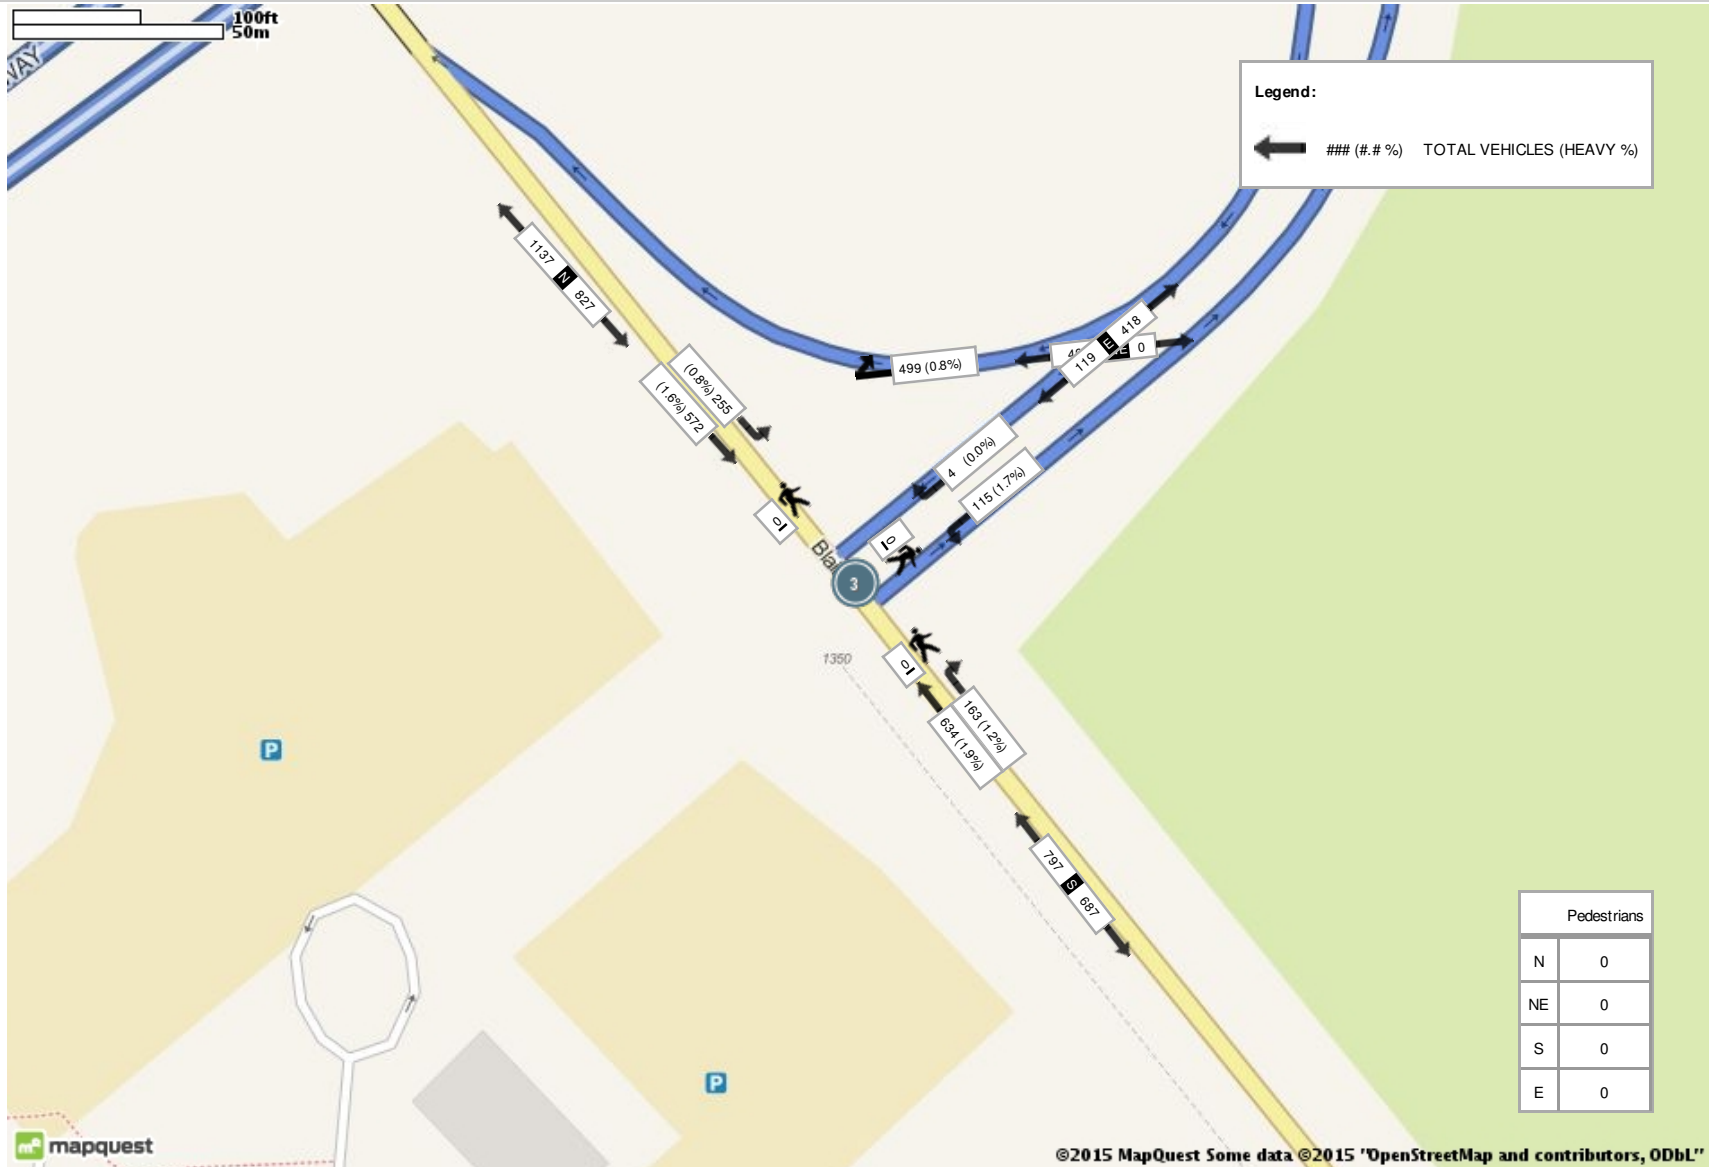 100ft
50m
WAY
Legend:
### (#.# %) TOTAL VEHICLES (HEAVY %)
1137 N 827
418
119 E
0
499 (0.8%)
(0.8%) 255
(1.6%) 572
4 (0.0%)
115 (1.7%)
0
0
Blai
3
1350
0
163 (1.2%)
634 (1.9%)
797 S 687
P
P
Pedestrians
N 0
NE 0
S 0
E 0
mapquest
©2015 MapQuest Some data ©2015 "OpenStreetMap and contributors, ODbL"